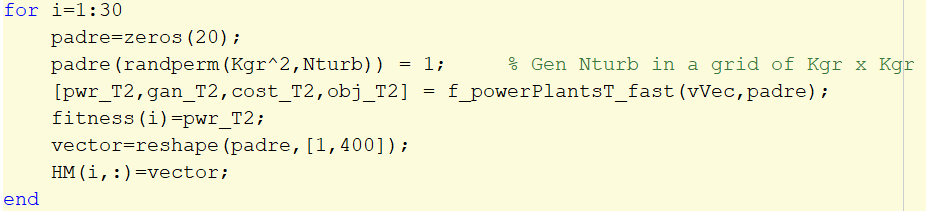 for i=1:30
padre=zeros(20);
padre(randperm(Kgr^2,Nturb)) = 1; % Gen Nturb in a grid of Kgr x Kgr
[pwr_T2,gan_T2,cost_T2,obj_T2] = f_powerPlantsT_fast(vVec,padre);
fitness(i)=pwr_T2;
vector=reshape(padre,[1,400]);
HM(i,:)=vector;
end